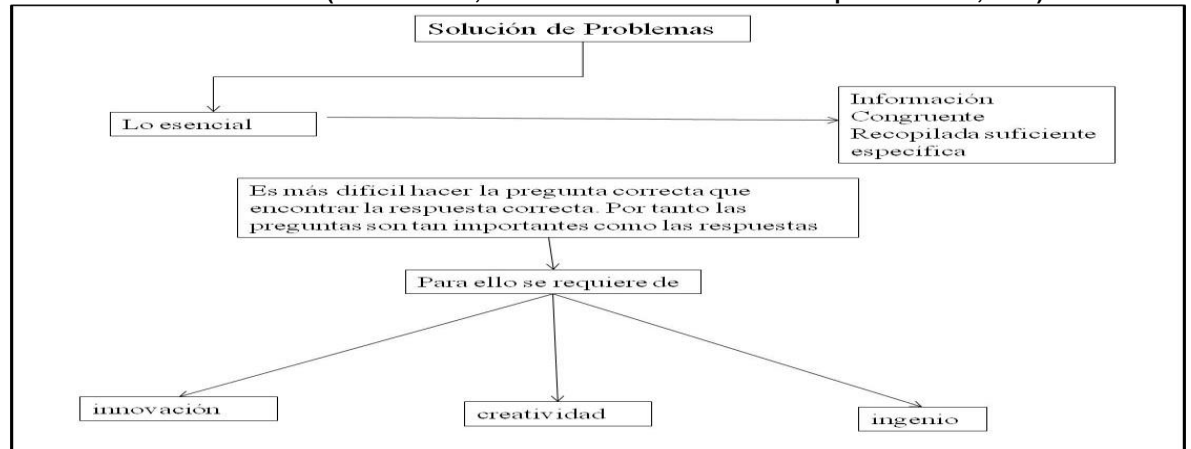 Solución de Problemas
Lo esencial
Información
Congruente
Recopilada suficiente
específica
Es más difícil hacer la pregunta correcta que
encontrar la respuesta correcta. Por tanto las
preguntas son tan importantes como las respuestas
Para ello se requiere de
innovación
creatividad
ingenio